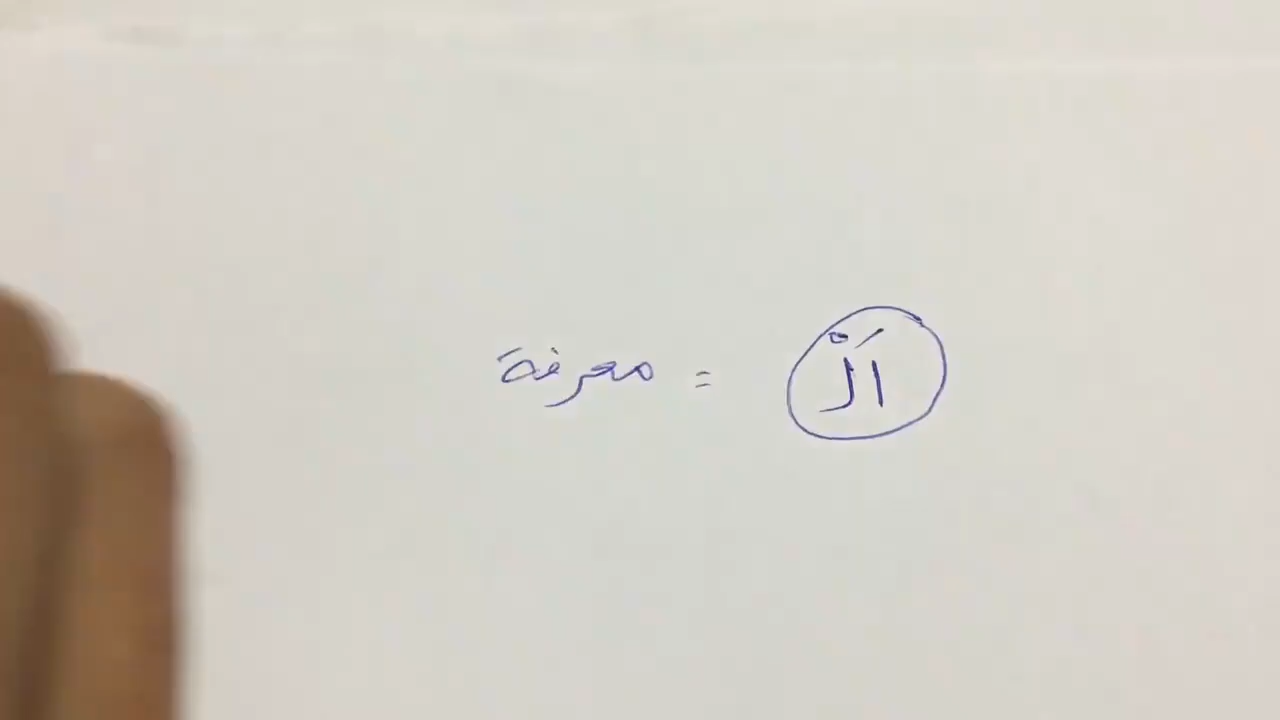 اَلْ = معرفة